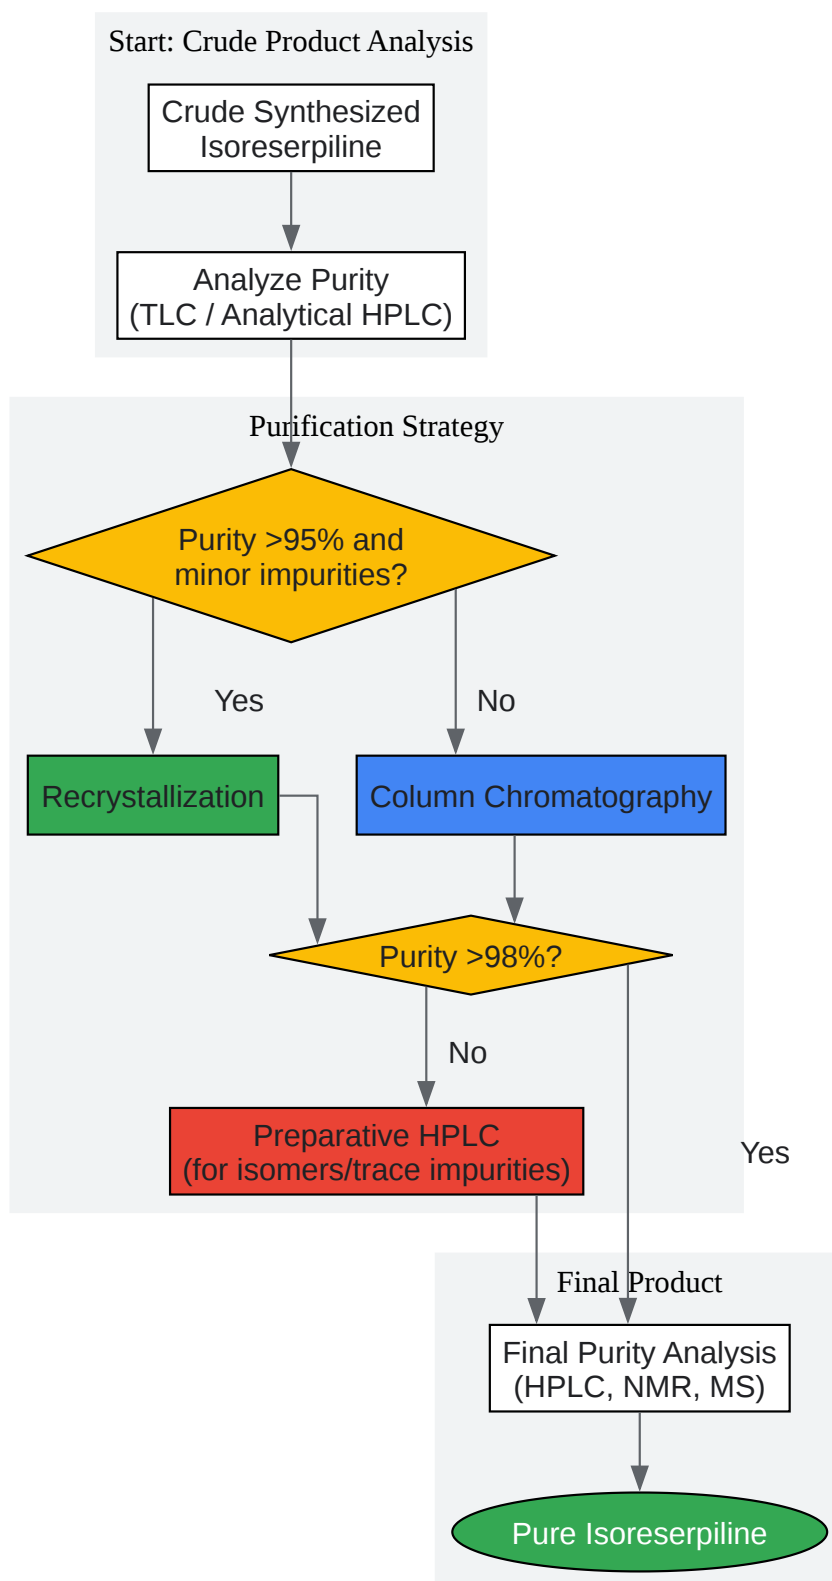 Start: Crude Product Analysis
Crude Synthesized
Isoreserpiline
Analyze Purity
(TLC / Analytical HPLC)
Purification Strategy
Purity >95% and
minor impurities?
Yes
No
Recrystallization
Column Chromatography
Purity >98%?
No
Preparative HPLC
(for isomers/trace impurities)
Yes
Final Product
Final Purity Analysis
(HPLC, NMR, MS)
Pure Isoreserpiline